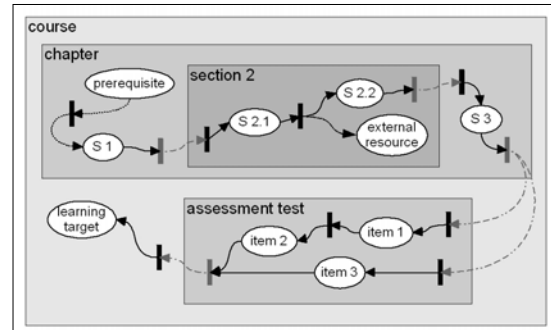 course
chapter
prerequisite
section 2
S 2.2
S 2.1
external
resource
S 1
S 3
learning
target
assessment test
item 1
item 2
item 3